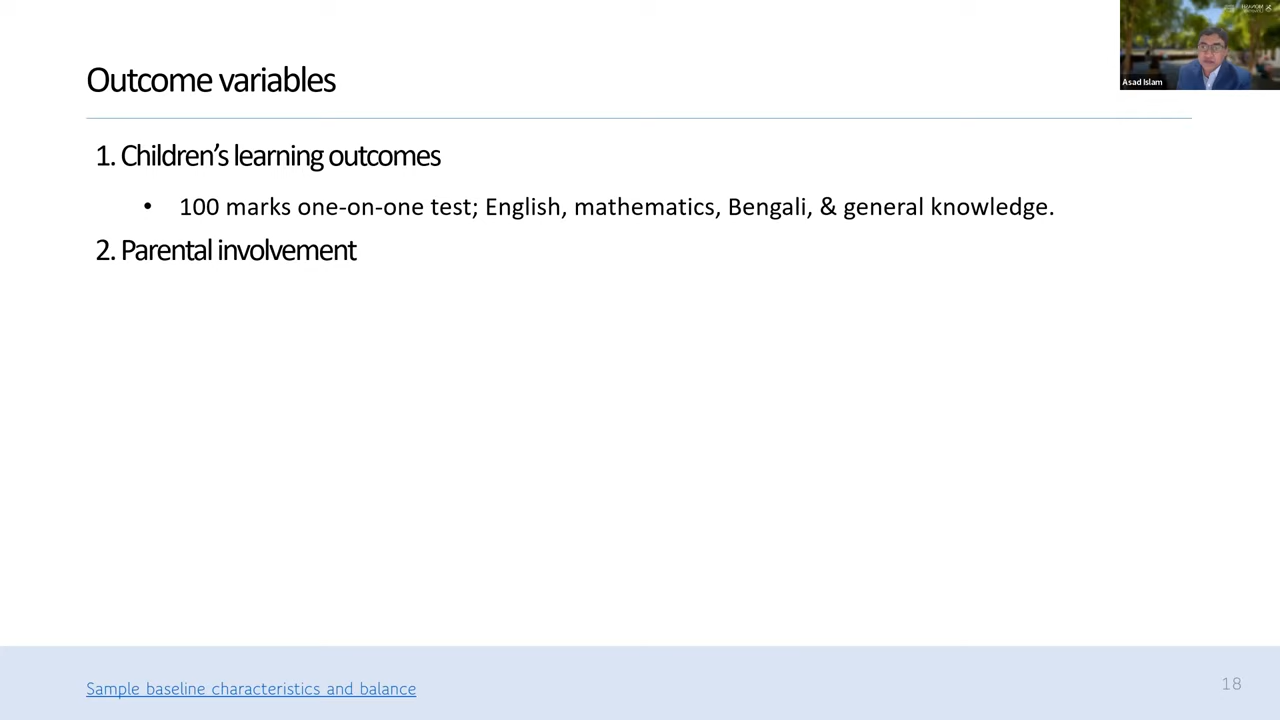 Outcome variables
Asad Islam
1. Children's learning outcomes
• 100 marks one-on-one test; English, mathematics, Bengali, & general knowledge.
2. Parental involvement
Sample baseline characteristics and balance
18